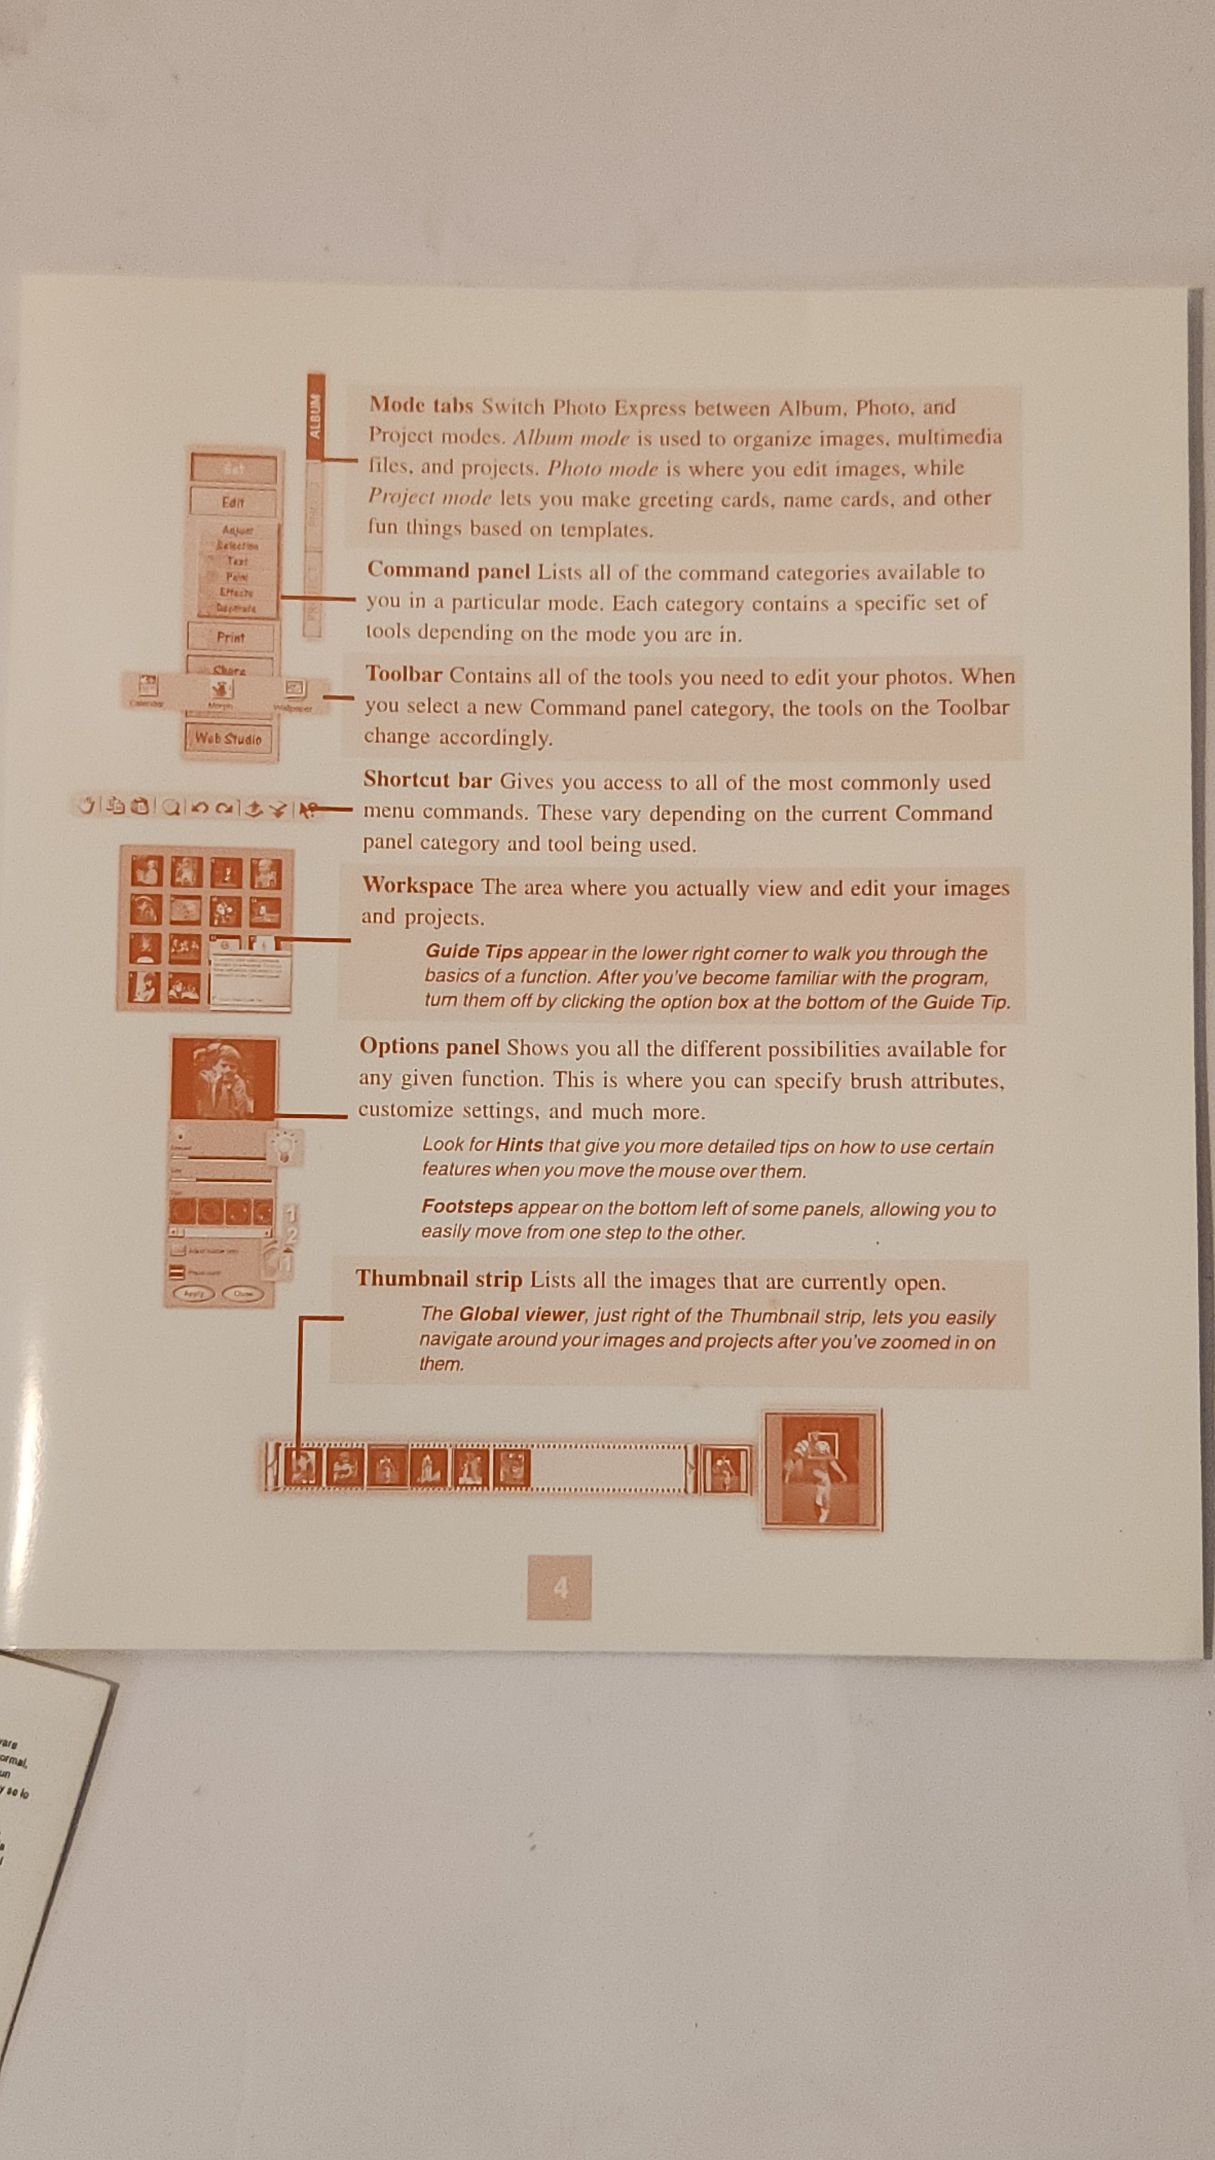 ALBUM
Mode tabs Switch Photo Express between Album, Photo, and
Project modes. Album mode is used to organize images, multimedia
files, and projects. Photo mode is where you edit images, while
Project mode lets you make greeting cards, name cards, and other
fun things based on templates.
Get
Edit
Adjust
Selection
Text
Paint
Effects
Decorate
Print
Share
Web Studio
Command panel Lists all of the command categories available to
you in a particular mode. Each category contains a specific set of
tools depending on the mode you are in.
Calendar
Morph
Wallpaper
Toolbar Contains all of the tools you need to edit your photos. When
you select a new Command panel category, the tools on the Toolbar
change accordingly.
Shortcut bar Gives you access to all of the most commonly used
menu commands. These vary depending on the current Command
panel category and tool being used.
Workspace The area where you actually view and edit your images
and projects.
Guide Tips appear in the lower right corner to walk you through the
basics of a function. After you've become familiar with the program,
turn them off by clicking the option box at the bottom of the Guide Tip.
Options panel Shows you all the different possibilities available for
any given function. This is where you can specify brush attributes,
customize settings, and much more.
Look for Hints that give you more detailed tips on how to use certain
features when you move the mouse over them.
Footsteps appear on the bottom left of some panels, allowing you to
easily move from one step to the other.
1
2
Apply
Close
Thumbnail strip Lists all the images that are currently open.
The Global viewer, just right of the Thumbnail strip, lets you easily
navigate around your images and projects after you've zoomed in on
them.
4